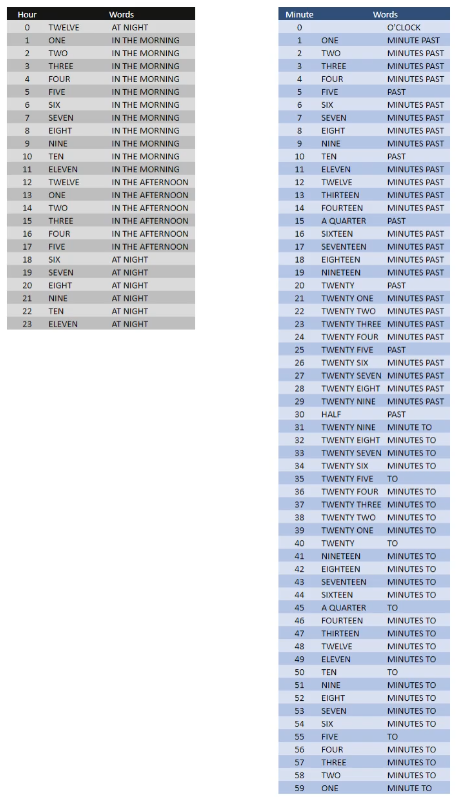 Hour Words
0 TWELVE AT NIGHT
1 ONE IN THE MORNING
2 TWO IN THE MORNING
3 THREE IN THE MORNING
4 FOUR IN THE MORNING
5 FIVE IN THE MORNING
6 SIX IN THE MORNING
7 SEVEN IN THE MORNING
8 EIGHT IN THE MORNING
9 NINE IN THE MORNING
10 TEN IN THE MORNING
11 ELEVEN IN THE MORNING
12 TWELVE IN THE AFTERNOON
13 ONE IN THE AFTERNOON
14 TWO IN THE AFTERNOON
15 THREE IN THE AFTERNOON
16 FOUR IN THE AFTERNOON
17 FIVE IN THE AFTERNOON
18 SIX AT NIGHT
19 SEVEN AT NIGHT
20 EIGHT AT NIGHT
21 NINE AT NIGHT
22 TEN AT NIGHT
23 ELEVEN AT NIGHT
Minute Words
0 O'CLOCK
1 ONE MINUTE PAST
2 TWO MINUTES PAST
3 THREE MINUTES PAST
4 FOUR MINUTES PAST
5 FIVE PAST
6 SIX MINUTES PAST
7 SEVEN MINUTES PAST
8 EIGHT MINUTES PAST
9 NINE MINUTES PAST
10 TEN PAST
11 ELEVEN MINUTES PAST
12 TWELVE MINUTES PAST
13 THIRTEEN MINUTES PAST
14 FOURTEEN MINUTES PAST
15 A QUARTER PAST
16 SIXTEEN MINUTES PAST
17 SEVENTEEN MINUTES PAST
18 EIGHTEEN MINUTES PAST
19 NINETEEN MINUTES PAST
20 TWENTY PAST
21 TWENTY ONE MINUTES PAST
22 TWENTY TWO MINUTES PAST
23 TWENTY THREE MINUTES PAST
24 TWENTY FOUR MINUTES PAST
25 TWENTY FIVE PAST
26 TWENTY SIX MINUTES PAST
27 TWENTY SEVEN MINUTES PAST
28 TWENTY EIGHT MINUTES PAST
29 TWENTY NINE MINUTES PAST
30 HALF PAST
31 TWENTY NINE MINUTE TO
32 TWENTY EIGHT MINUTES TO
33 TWENTY SEVEN MINUTES TO
34 TWENTY SIX MINUTES TO
35 TWENTY FIVE TO
36 TWENTY FOUR MINUTES TO
37 TWENTY THREE MINUTES TO
38 TWENTY TWO MINUTES TO
39 TWENTY ONE MINUTES TO
40 TWENTY TO
41 NINETEEN MINUTES TO
42 EIGHTEEN MINUTES TO
43 SEVENTEEN MINUTES TO
44 SIXTEEN MINUTES TO
45 A QUARTER TO
46 FOURTEEN MINUTES TO
47 THIRTEEN MINUTES TO
48 TWELVE MINUTES TO
49 ELEVEN MINUTES TO
50 TEN TO
51 NINE MINUTES TO
52 EIGHT MINUTES TO
53 SEVEN MINUTES TO
54 SIX MINUTES TO
55 FIVE TO
56 FOUR MINUTES TO
57 THREE MINUTES TO
58 TWO MINUTES TO
59 ONE MINUTE TO